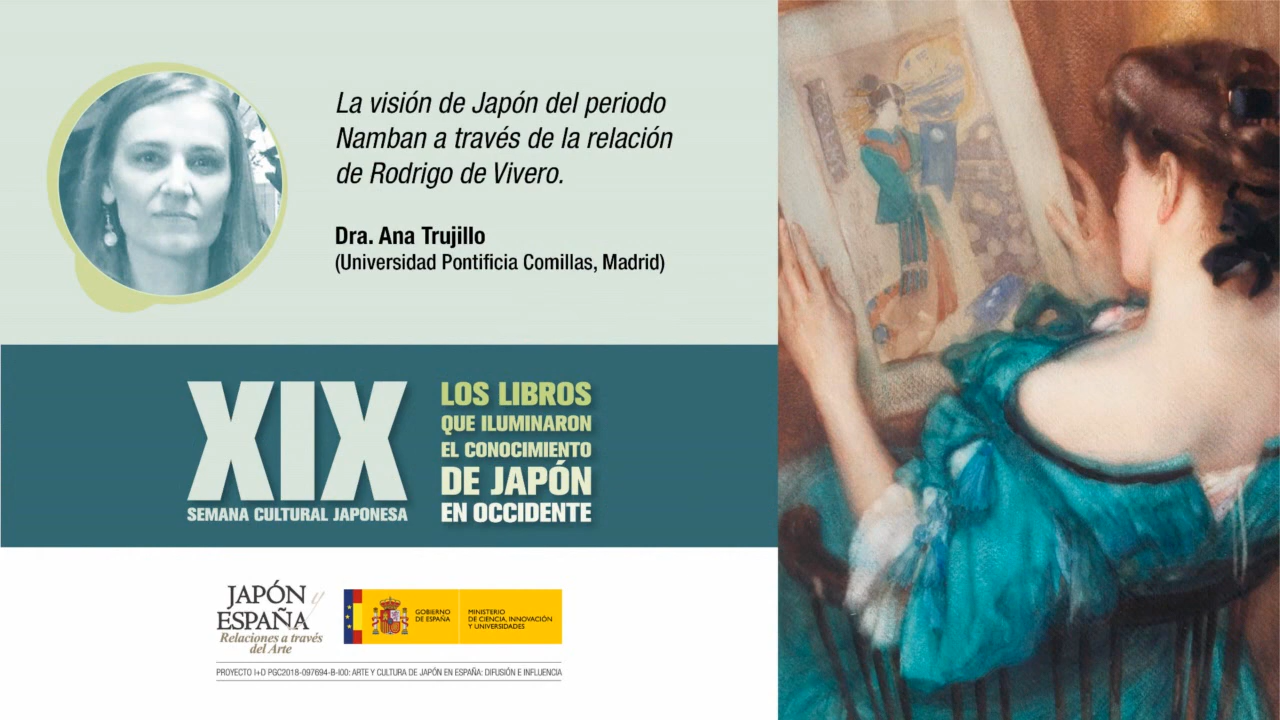 La visión de Japón del periodo
Namban a través de la relación
de Rodrigo de Vivero.
Dra. Ana Trujillo
(Universidad Pontificia Comillas, Madrid)
XIX
SEMANA CULTURAL JAPONESA
LOS LIBROS
QUE ILUMINARON
EL CONOCIMIENTO
DE JAPÓN
EN OCCIDENTE
JAPÓN y
ESPAÑA
Relaciones a través
del Arte
GOBIERNO
DE ESPAÑA
MINISTERIO
DE CIENCIA, INNOVACIÓN
Y UNIVERSIDADES
PROYECTO I+D PGC2018-097694-B-I00: ARTE Y CULTURA DE JAPÓN EN ESPAÑA: DIFUSIÓN E INFLUENCIA